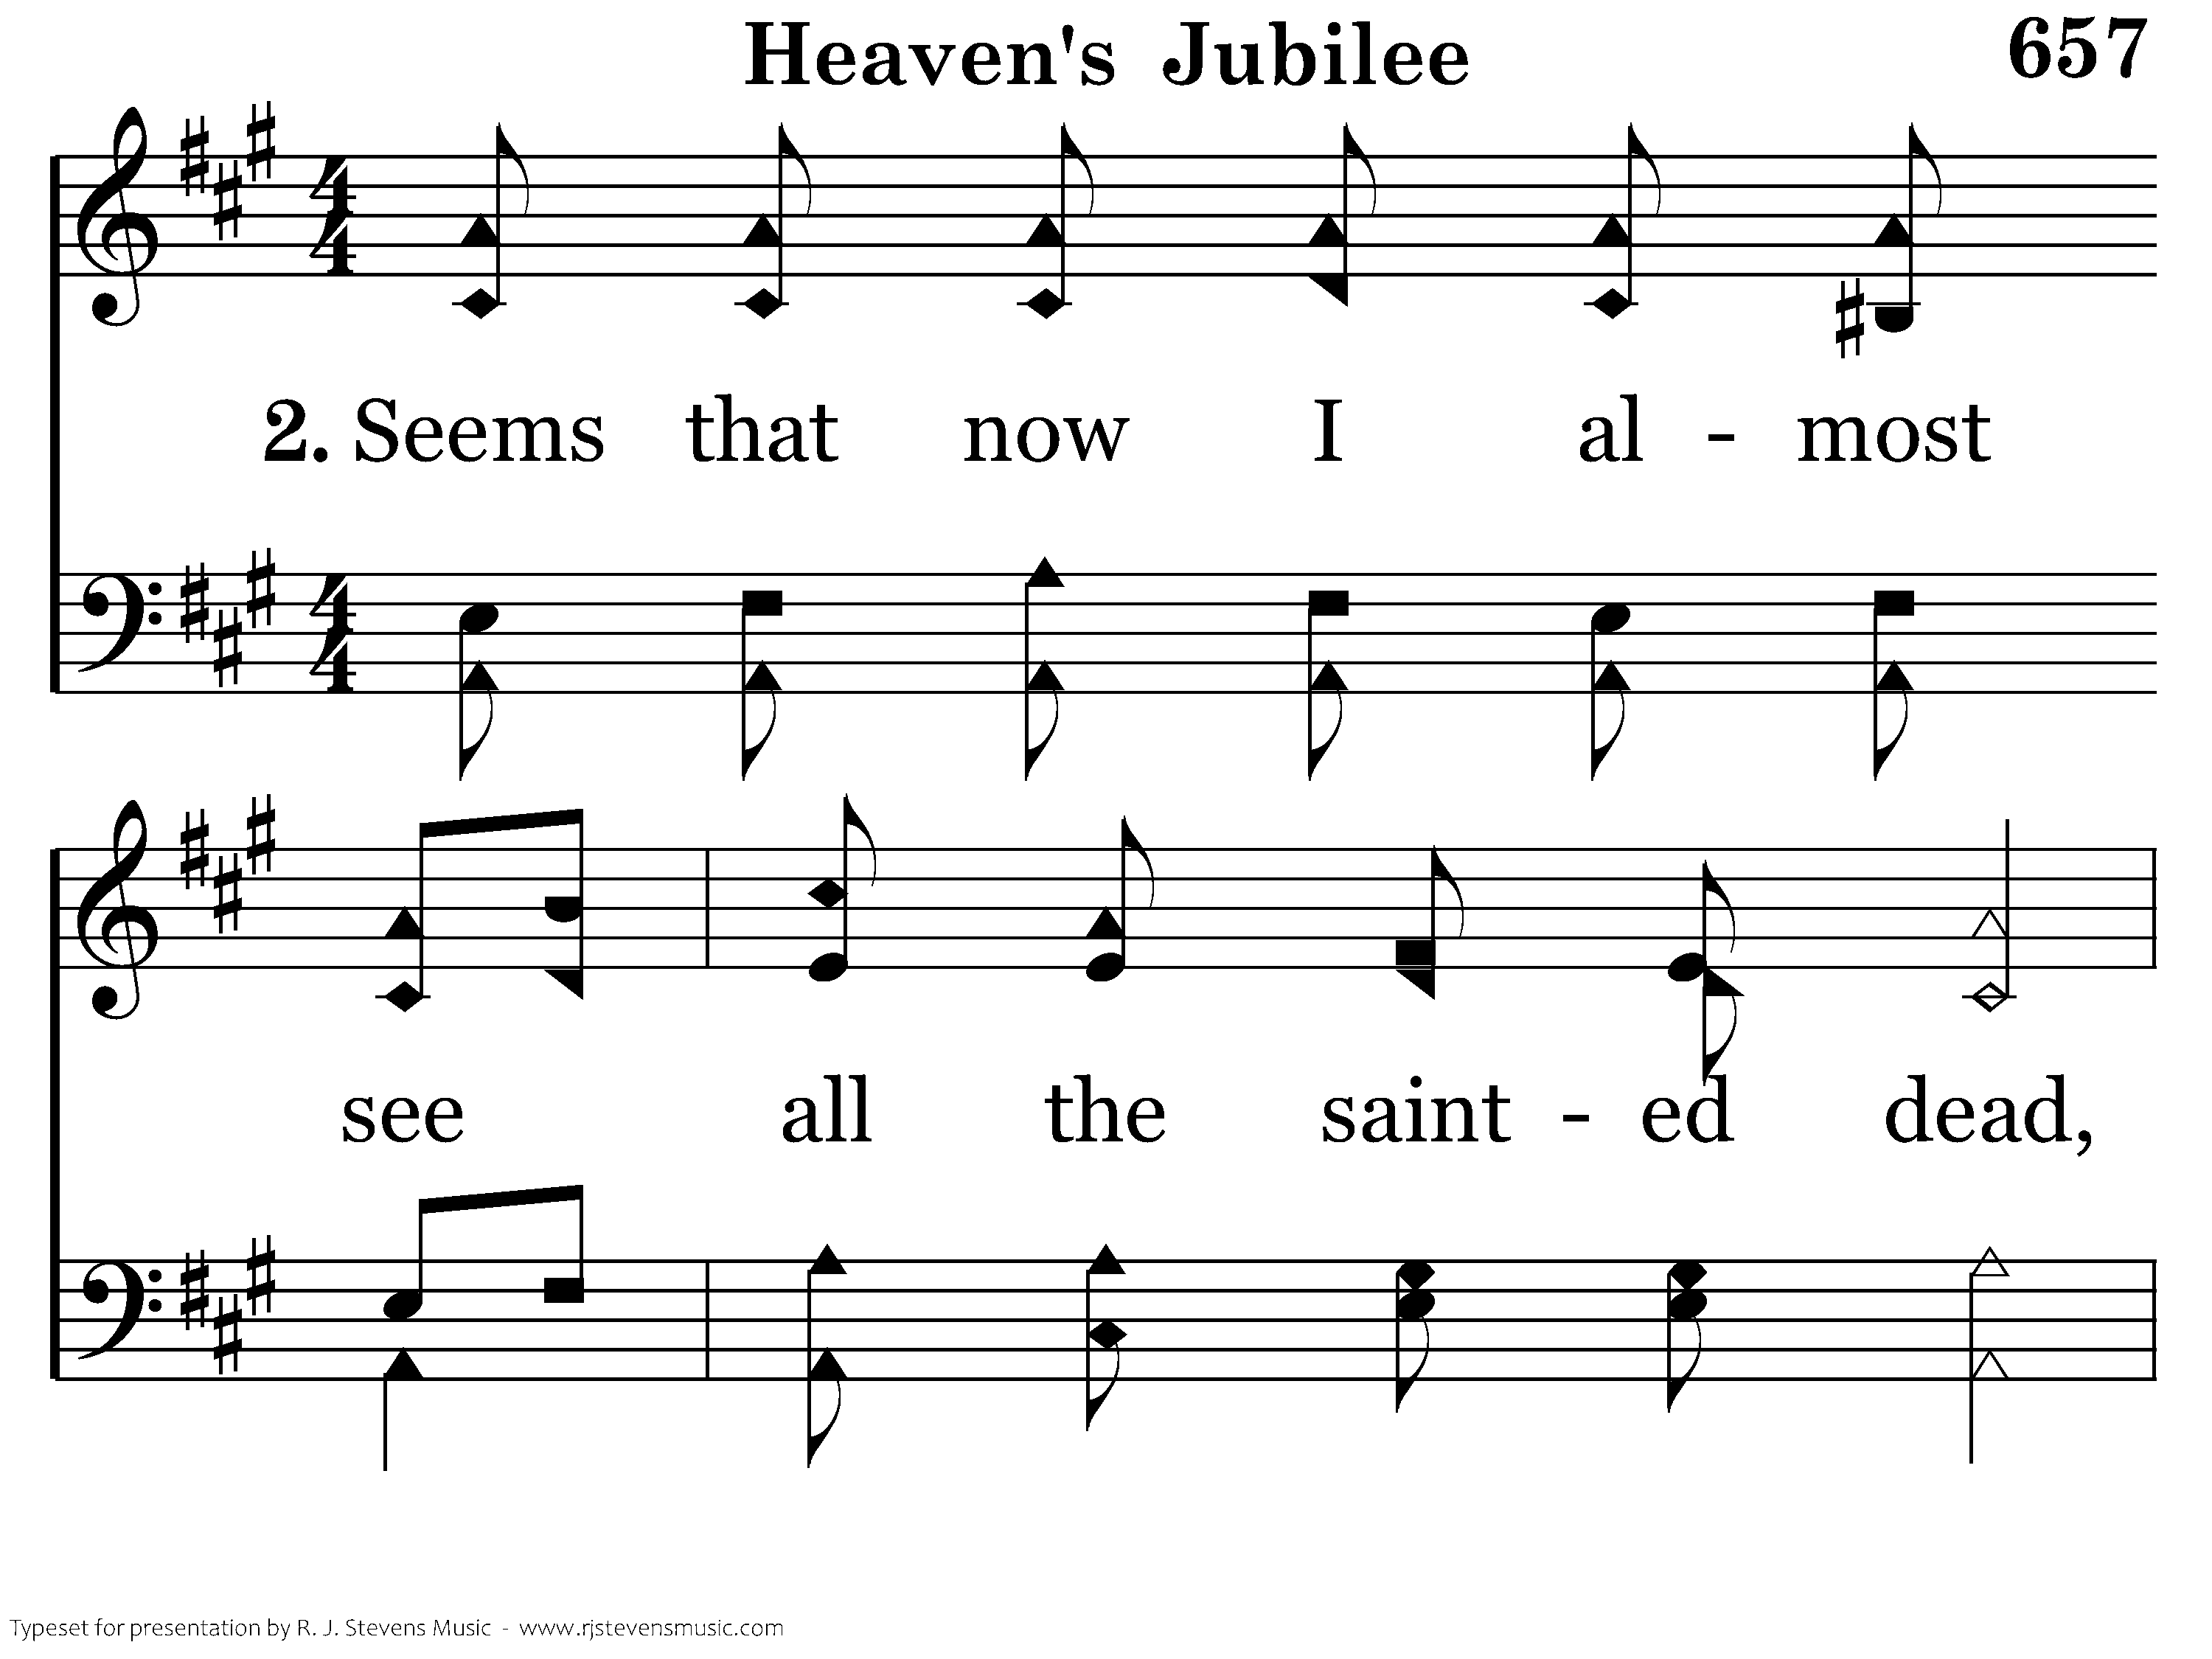 Heaven's Jubilee 657
2. Seems that now I al - most
see all the saint - ed dead,
Typeset for presentation by R. J. Stevens Music - www.rjstevensmusic.com